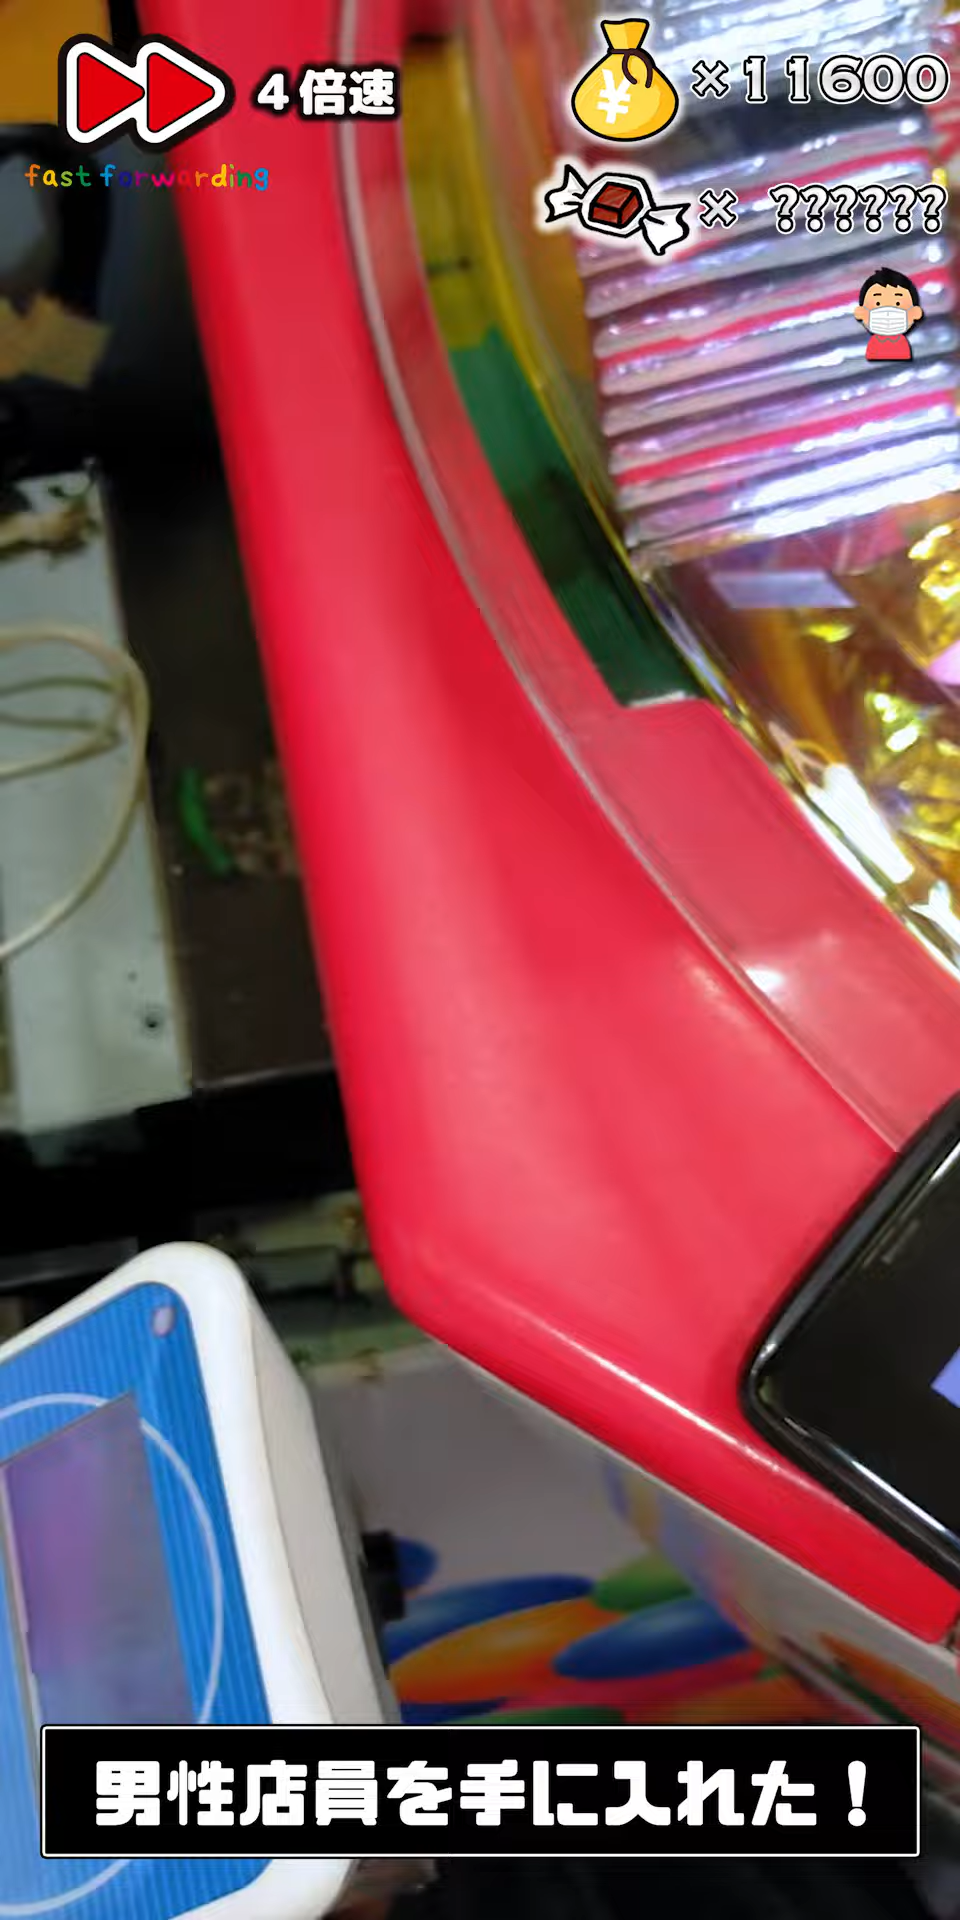 4倍速
fast forwarding
¥ ×11600
× ??????
男性店員を手に入れた！